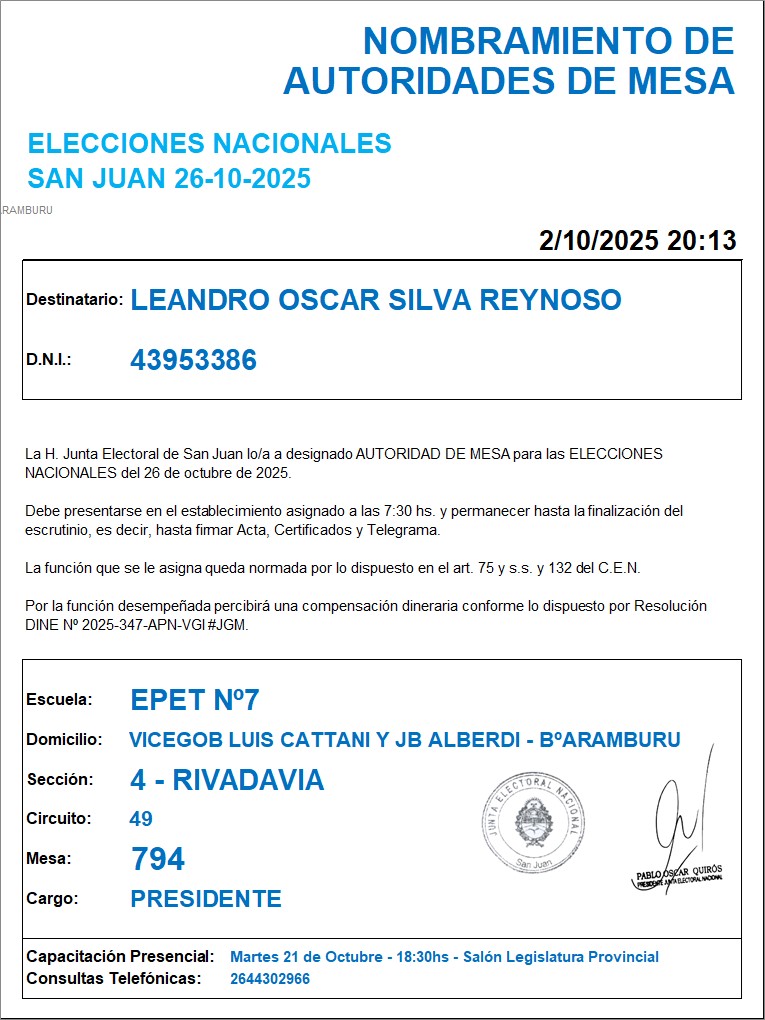 NOMBRAMIENTO DE
AUTORIDADES DE MESA
ELECCIONES NACIONALES
SAN JUAN 26-10-2025
ARAMBURU
2/10/2025 20:13
Destinatario: LEANDRO OSCAR SILVA REYNOSO
D.N.I.: 43953386
La H. Junta Electoral de San Juan lo/a a designado AUTORIDAD DE MESA para las ELECCIONES
NACIONALES del 26 de octubre de 2025.
Debe presentarse en el establecimiento asignado a las 7:30 hs. y permanecer hasta la finalización del
escrutinio, es decir, hasta firmar Acta, Certificados y Telegrama.
La función que se le asigna queda normada por lo dispuesto en el art. 75 y s.s. y 132 del C.E.N.
Por la función desempeñada percibirá una compensación dineraria conforme lo dispuesto por Resolución
DINE Nº 2025-347-APN-VGI#JGM.
Escuela: EPET Nº7
Domicilio: VICEGOB LUIS CATTANI Y JB ALBERDI - BºARAMBURU
Sección: 4 - RIVADAVIA
Circuito: 49
Mesa: 794
Cargo: PRESIDENTE
JUNTA ELECTORAL NACIONAL
San Juan
PABLO OSCAR QUIRÓS
PRESIDENTE JUNTA ELECTORAL NACIONAL
Capacitación Presencial: Martes 21 de Octubre - 18:30hs - Salón Legislatura Provincial
Consultas Telefónicas: 2644302966